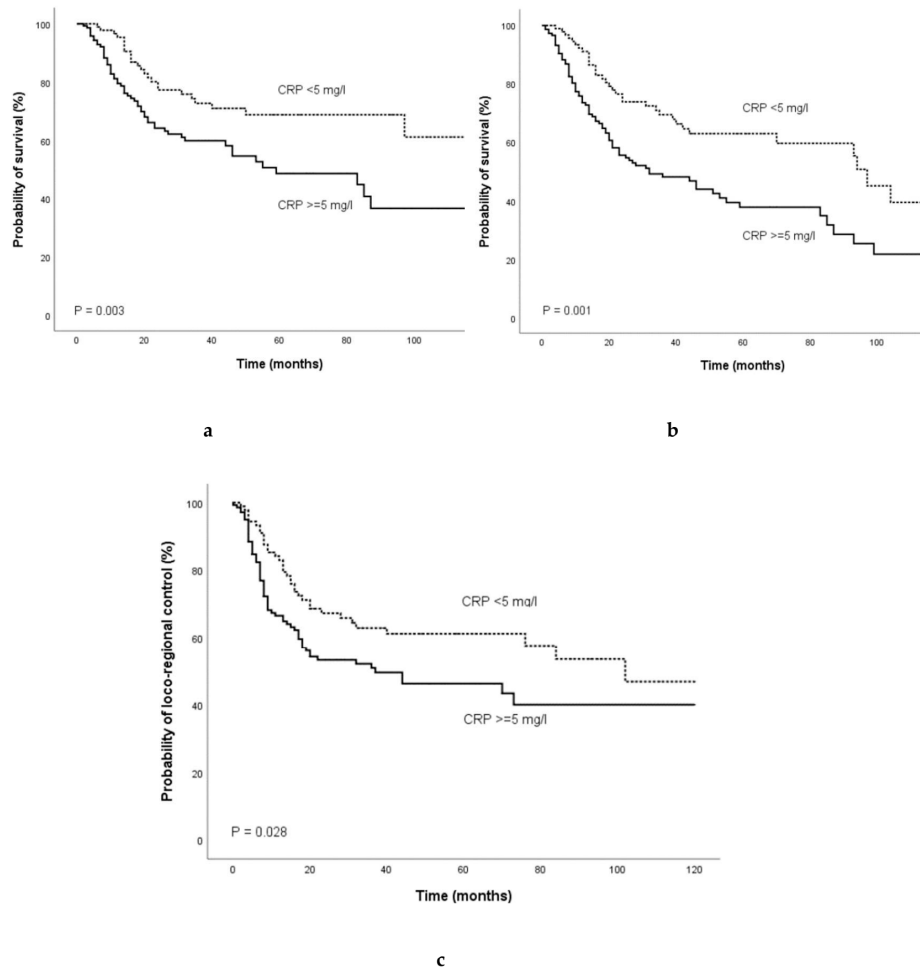 Probability of survival (%)
100
80
60
40
20
0
CRP <5 mg/l
CRP >=5 mg/l
P = 0.003
0 20 40 60 80 100
Time (months)
a
Probability of survival (%)
100
80
60
40
20
0
CRP <5 mg/l
CRP >=5 mg/l
P = 0.001
0 20 40 60 80 100
Time (months)
b
Probability of loco-regional control (%)
100
80
60
40
20
0
CRP <5 mg/l
CRP >=5 mg/l
P = 0.028
0 20 40 60 80 100 120
Time (months)
c